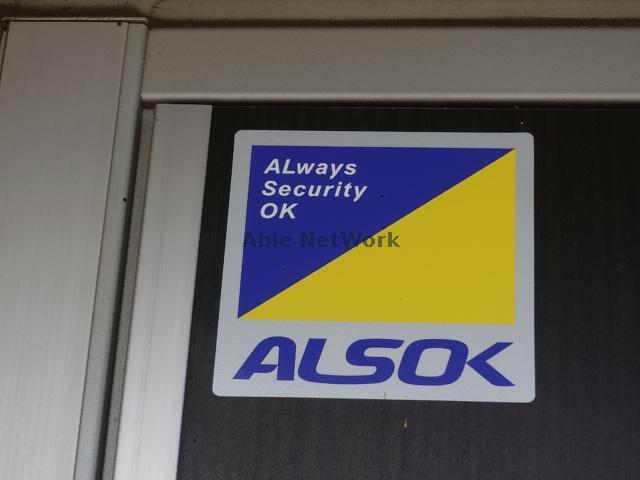 ALways
Security
OK
Able NetWork
ALSOK